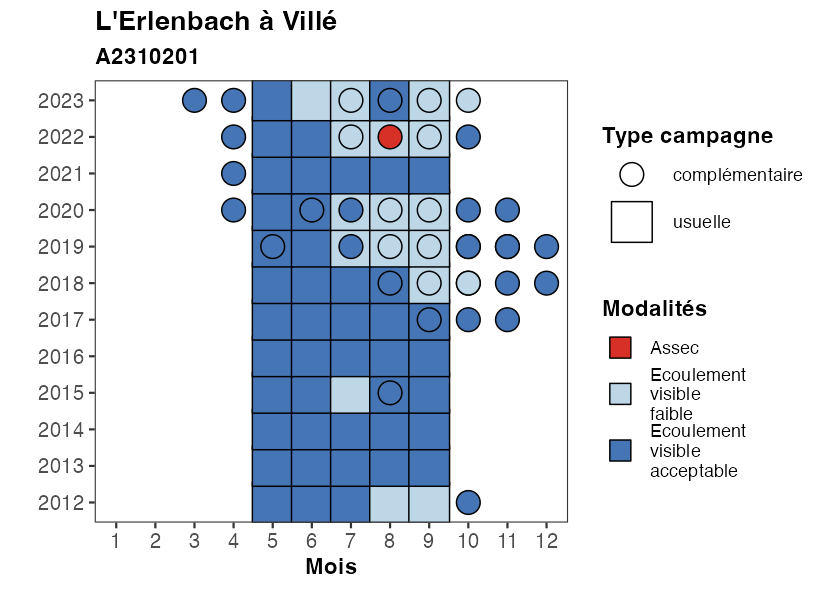 L'Erlenbach à Villé
A2310201
2023
2022
2021
2020
2019
2018
2017
2016
2015
2014
2013
2012
1 2 3 4 5 6 7 8 9 10 11 12
Mois
Type campagne
complémentaire
usuelle
Modalités
Assec
Ecoulement
visible
faible
Ecoulement
visible
acceptable